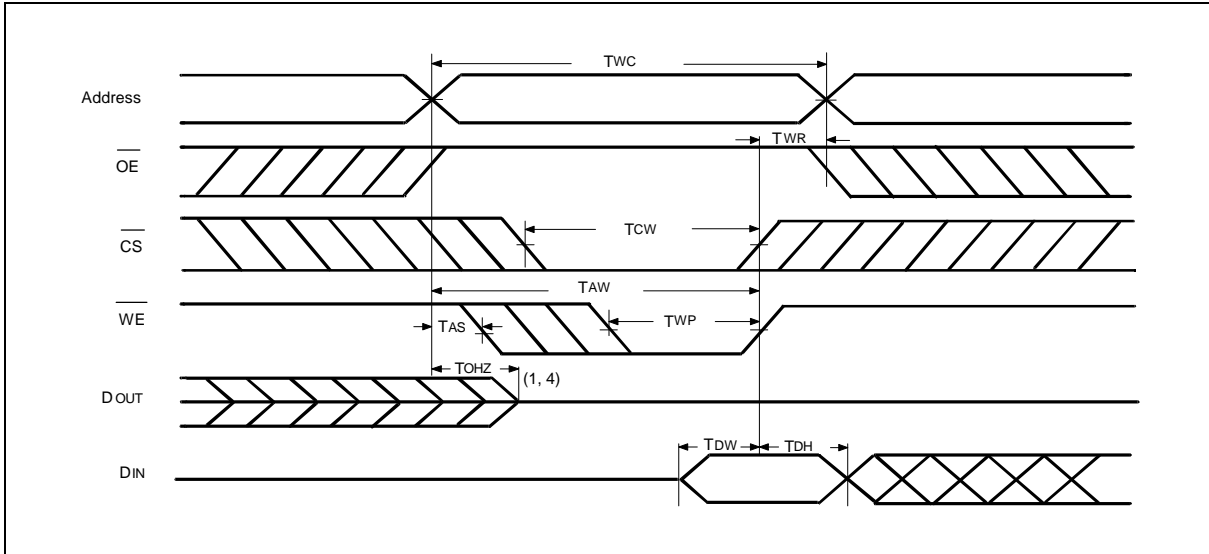 TWC
Address
TWR
OE
TCW
CS
TAW
WE
TAS
TWP
TOHZ
(1, 4)
DOUT
TDW
TDH
DIN